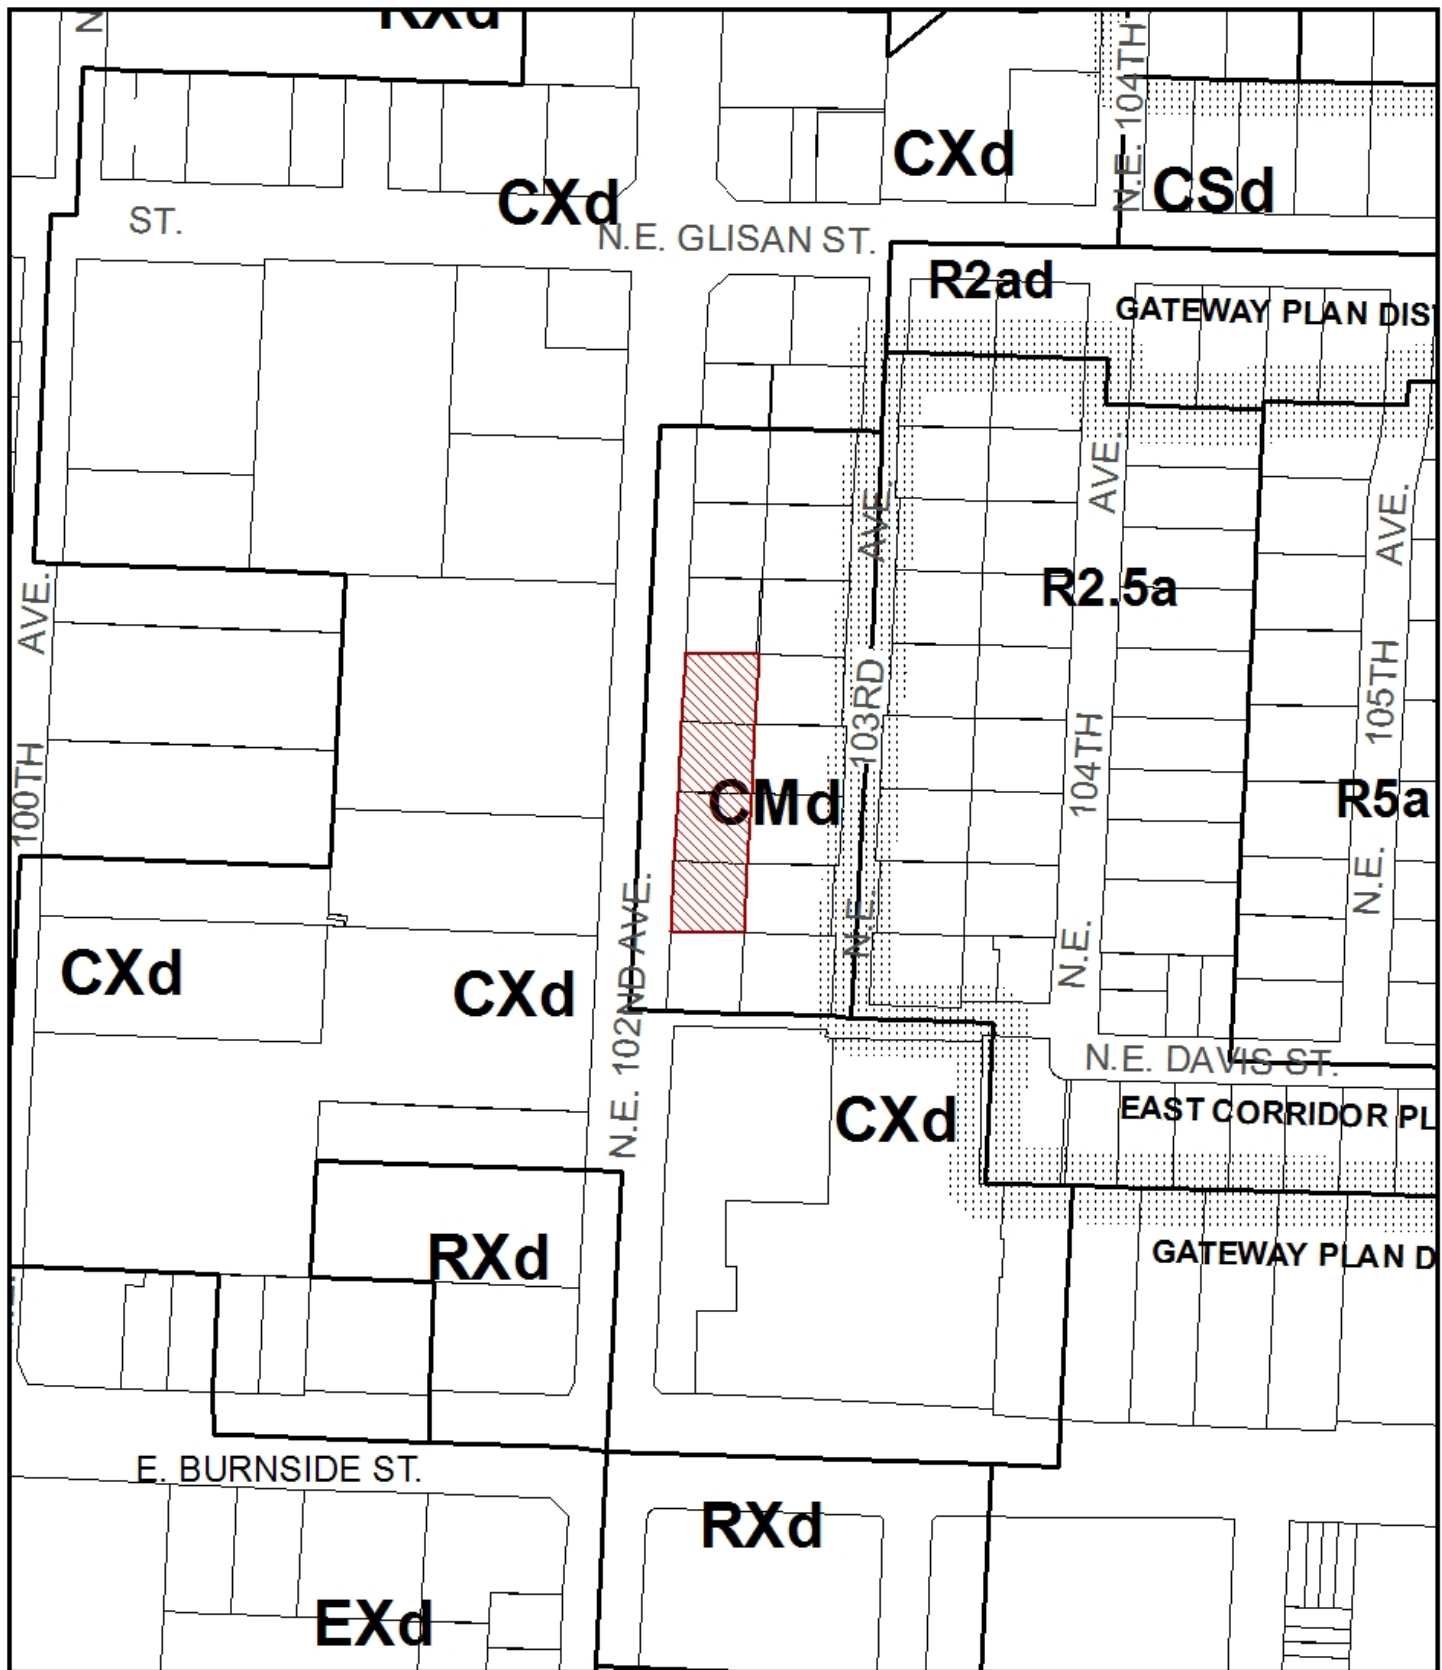 RXd
N
N.E. 104TH
CXd
CXd
CSd
ST.
N.E. GLISAN ST.
R2ad
GATEWAY PLAN DIS
AVE.
AVE.
AVE.
AVE.
R2.5a
103RD
105TH
104TH
100TH
CMd
R5a
N.E.
N.E.
N.E.
N.E. 102ND AVE.
CXd
CXd
N.E. DAVIS ST.
CXd
EAST CORRIDOR PL
RXd
GATEWAY PLAN D
E. BURNSIDE ST.
RXd
EXd